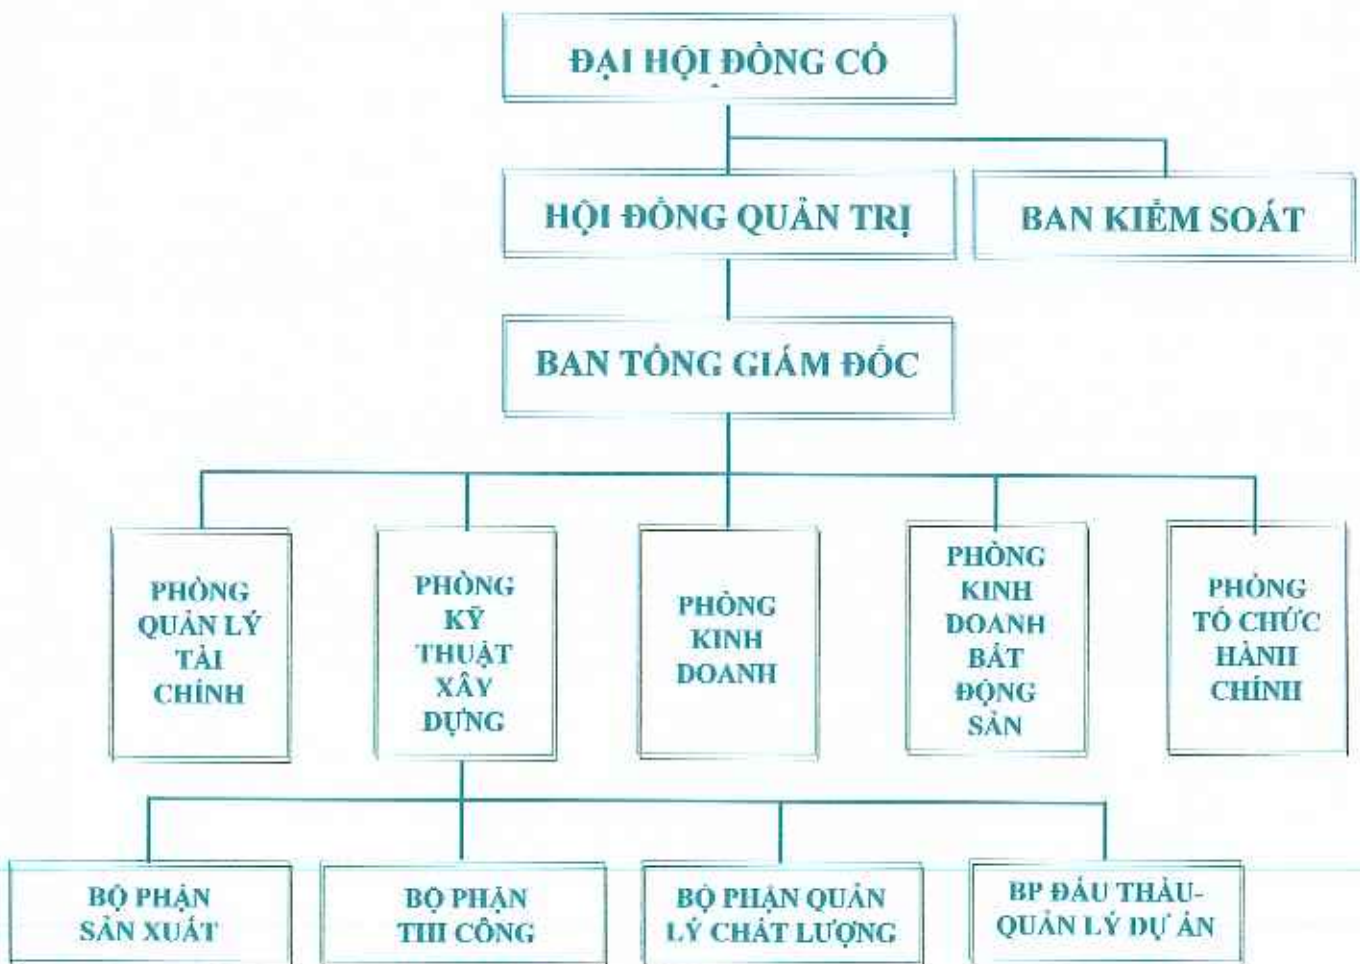 ĐẠI HỘI ĐỒNG CỔ
HỘI ĐỒNG QUẢN TRỊ
BAN KIỂM SOÁT
BAN TỔNG GIÁM ĐỐC
PHÒNG
QUẢN LÝ
TÀI
CHÍNH
PHÒNG
KỸ
THUẬT
XÂY
DỰNG
PHÒNG
KINH
DOANH
PHÒNG
KINH
DOANH
BẤT
ĐỘNG
SẢN
PHÒNG
TỔ CHỨC
HÀNH
CHÍNH
BỘ PHẬN
SẢN XUẤT
BỘ PHẬN
THI CÔNG
BỘ PHẬN QUẢN
LÝ CHẤT LƯỢNG
BP ĐẤU THẦU-
QUẢN LÝ DỰ ÁN